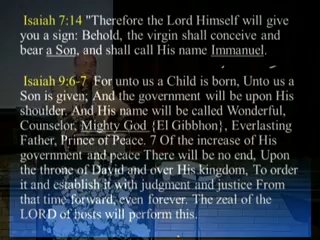 Isaiah 7:14 "Therefore the Lord Himself will give
you a sign: Behold, the virgin shall conceive and
bear a Son, and shall call His name Immanuel.
Isaiah 9:6-7 For unto us a Child is born, Unto us a
Son is given; And the government will be upon His
shoulder. And His name will be called Wonderful,
Counselor, Mighty God {El Gibbhon}, Everlasting
Father, Prince of Peace. 7 Of the increase of His
government and peace There will be no end, Upon
the throne of David and over His kingdom, To order
it and establish it with judgment and justice From
that time forward, even forever. The zeal of the
LORD of hosts will perform this.